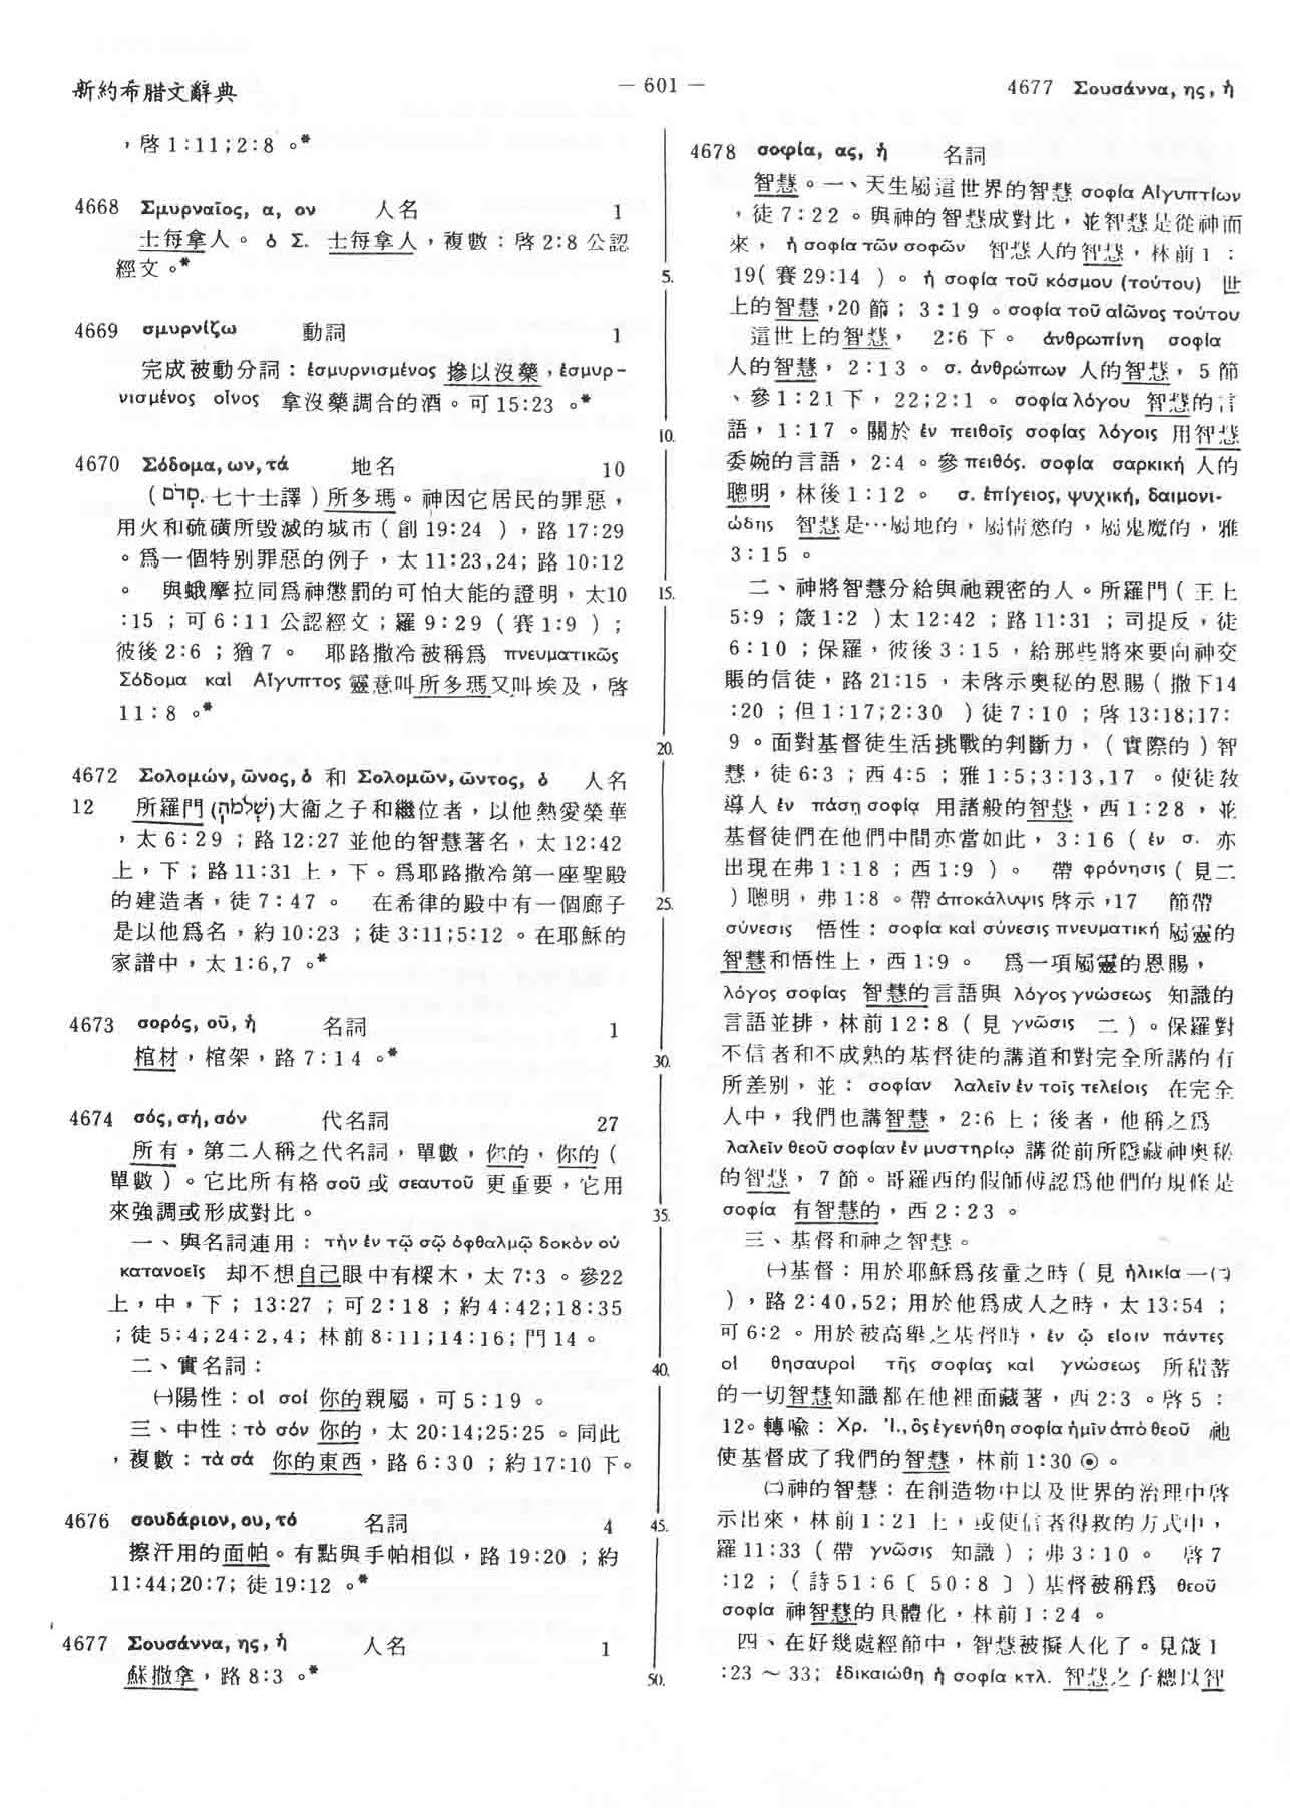 新約希腊文辭典
— 601 —
4677 Σουσάννα, ης, ἡ
，啓1:11;2:8 。*
4668 Σμυρναῖος, α, ον 人名 1
士每拿人。 ὁ Σ. 士每拿人，複數：啓2:8公認
經文。*
4669 σμυρνίζω 動詞 1
完成被動分詞：ἐσμυρνισμένος 摻以沒藥，ἐσμυρ-
νισμένος οἶνος 拿沒藥調合的酒。可15:23 。*
4670 Σόδομα, ων, τά 地名 10
（סְדֹם. 七十士譯）所多瑪。神因它居民的罪惡，
用火和硫磺所毀滅的城市（創 19:24 ），路 17:29
。爲一個特別罪惡的例子，太 11:23,24; 路 10:12
。 與蛾摩拉同爲神懲罰的可怕大能的證明，太10
:15 ；可6:11公認經文；羅 9:29 （賽1:9 ）；
彼後2:6 ；猶7 。 耶路撒冷被稱爲 πνευματικῶς
Σόδομα καὶ Αἴγυπτος 靈意叫所多瑪又叫埃及，啓
11:8 。*
4672 Σολομών, ῶνος, ὁ 和 Σολομῶν, ῶντος, ὁ 人名
12 所羅門 (שְׁלֹמֹה)大衞之子和繼位者，以他熱愛榮華
，太 6:29 ；路 12:27 並他的智慧著名，太 12:42
上，下；路11:31 上，下。爲耶路撒冷第一座聖殿
的建造者，徒 7:47 。 在希律的殿中有一個廊子
是以他爲名，約 10:23 ；徒 3:11;5:12 。在耶穌的
家譜中，太 1:6,7 。*
4673 σορός, οῦ, ἡ 名詞 1
棺材，棺架，路 7:14 。*
4674 σός, σή, σόν 代名詞 27
所有，第二人稱之代名詞，單數，你的，你的（
單數）。它比所有格 σοῦ 或 σεαυτοῦ 更重要，它用
來強調或形成對比。
一、與名詞連用：τὴν ἐν τῷ σῷ ὀφθαλμῷ δοκὸν οὐ
κατανοεῖς 却不想自己眼中有樑木，太 7:3 。參22
上，中，下； 13:27 ；可2:18 ；約4:42;18:35
；徒 5:4;24:2,4; 林前8:11;14:16; 門14 。
二、實名詞：
㈠陽性：οἱ σοί 你的親屬，可5:19 。
三、中性：τὸ σόν 你的，太 20:14;25:25 。同此
，複數：τὰ σά 你的東西，路 6:30 ；約17:10下。
4676 σουδάριον, ου, τό 名詞 4
擦汗用的面帕。有點與手帕相似，路 19:20 ；約
11:44;20:7; 徒19:12 。*
4677 Σουσάννα, ης, ἡ 人名 1
蘇撒拿，路 8:3 。*
5.
10.
15.
20.
25.
30.
35.
40.
45.
50.
4678 σοφία, ας, ἡ 名詞
智慧。一、天生屬這世界的智慧 σοφία Αἰγυπτίων
，徒 7:22 。與神的智慧成對比，並智慧是從神而
來， ἡ σοφία τῶν σοφῶν 智慧人的智慧，林前1 :
19( 賽 29:14 ) 。 ἡ σοφία τοῦ κόσμου (τούτου) 世
上的智慧,20 節； 3:19 。σοφία τοῦ αἰῶνος τούτου
這世上的智慧， 2:6 下。 ἀνθρωπίνη σοφία
人的智慧， 2:13 。 σ. ἀνθρώπων 人的智慧， 5 節
、參1:21 下， 22;2:1 。 σοφία λόγου 智慧的言
語，1:17 。關於 ἐν πειθοῖς σοφίας λόγοις 用智慧
委婉的言語，2:4 。參 πειθός. σοφία σαρκική 人的
聰明，林後 1:12 。 σ. ἐπίγειος, ψυχική, δαιμονι-
ώδης 智慧是…屬地的，屬情慾的，屬鬼魔的，雅
3:15 。
二、神將智慧分給與祂親密的人。所羅門（王上
5:9 ；箴1:2 ）太 12:42 ；路 11:31 ；司提反，徒
6:10 ；保羅，彼後 3:15 ，給那些將來要向神交
賬的信徒，路 21:15 ，未啓示奧秘的恩賜（撒下14
:20 ；但1:17;2:30 ）徒 7:10 ；啓13:18;17:
9 。面對基督徒生活挑戰的判斷力，（實際的）智
慧，徒 6:3 ；西4:5 ；雅1:5;3:13,17 。使徒敎
導人 ἐν πάσῃ σοφίᾳ 用諸般的智慧，西1:28 ，並
基督徒們在他們中間亦當如此，3:16 （ἐν σ. 亦
出現在弗1:18 ；西1:9 ）。 帶 φρόνησις（見二
）聰明，弗1:8 。帶 ἀποκάλυψις 啓示，17 節帶
σύνεσις 悟性：σοφία καὶ σύνεσις πνευματική 屬靈的
智慧和悟性上，西1:9 。 爲一項屬靈的恩賜，
λόγος σοφίας 智慧的言語與 λόγος γνώσεως 知識的
言語並排，林前12:8（見 γνῶσις 二）。保羅對
不信者和不成熟的基督徒的講道和對完全所講的有
所差別，並： σοφίαν λαλεῖν ἐν τοῖς τελείοις 在完全
人中，我們也講智慧， 2:6 上；後者，他稱之爲
λαλεῖν θεοῦ σοφίαν ἐν μυστηρίῳ 講從前所隱藏神奧秘
的智慧， 7 節。哥羅西的假師傅認爲他們的規條是
σοφία 有智慧的，西2:23 。
三、基督和神之智慧。
㈠基督：用於耶穌爲孩童之時（見 ἡλικία 一㈡
），路 2:40,52; 用於他爲成人之時，太 13:54 ；
可6:2 。用於被高舉之基督時，ἐν ᾧ εἰσιν πάντες
οἱ θησαυροὶ τῆς σοφίας καὶ γνώσεως 所積蓄
的一切智慧知識都在他裡面藏著，西2:3 。啓5:
12。轉喩：Χρ. Ἰ., ὃς ἐγενήθη σοφία ἡμῖν ἀπὸ θεοῦ 祂
使基督成了我們的智慧，林前 1:30 ⊙ 。
㈡神的智慧：在創造物中以及世界的治理中啓
示出來，林前1:21 上，或使信者得救的方式中，
羅11:33（帶 γνῶσις 知識）；弗3:10 。 啓7
:12 ；（詩51:6〔 50:8 〕）基督被稱爲 θεοῦ
σοφία 神智慧的具體化，林前1:24 。
四、在好幾處經節中，智慧被擬人化了。見箴1
:23～33; ἐδικαιώθη ἡ σοφία κτλ. 智慧之子總以智